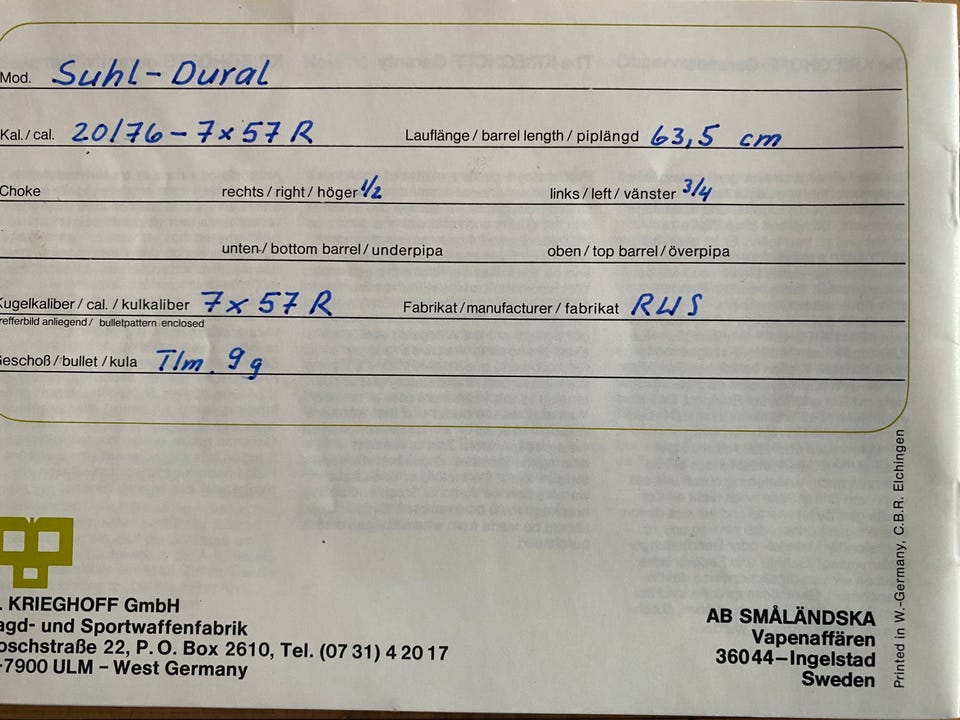 Mod. Suhl-Dural
Kal./cal. 20/76 - 7x57R Lauflänge/barrel length/piplängd 63,5 cm
Choke rechts/right/höger 1/2 links/left/vänster 3/4
unten/bottom barrel/underpipa oben/top barrel/överpipa
Kugelkaliber/cal./kulkaliber 7x57R Fabrikat/manufacturer/fabrikat RWS
refferbild anliegend/ bulletpattern enclosed
Geschoß/bullet/kula Tlm. 9g
. KRIEGHOFF GmbH
agd- und Sportwaffenfabrik
oschstraße 22, P.O. Box 2610, Tel. (07 31) 4 20 17
-7900 ULM – West Germany
AB SMÅLÄNDSKA
Vapenaffären
36044–Ingelstad
Sweden
Printed in W.-Germany, C.B.R. Elchingen